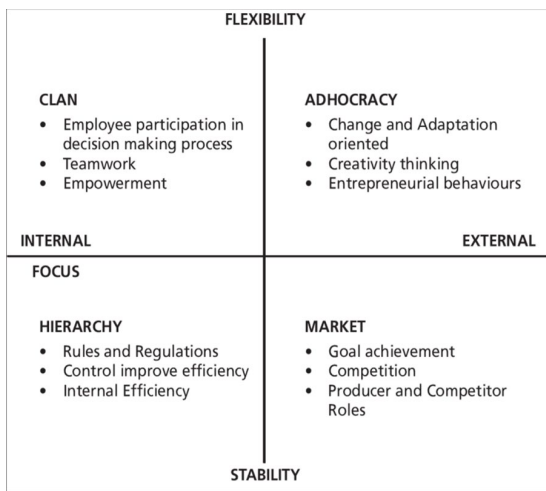 FLEXIBILITY
CLAN
• Employee participation in
decision making process
• Teamwork
• Empowerment
ADHOCRACY
• Change and Adaptation
oriented
• Creativity thinking
• Entrepreneurial behaviours
INTERNAL
EXTERNAL
FOCUS
HIERARCHY
• Rules and Regulations
• Control improve efficiency
• Internal Efficiency
MARKET
• Goal achievement
• Competition
• Producer and Competitor
Roles
STABILITY